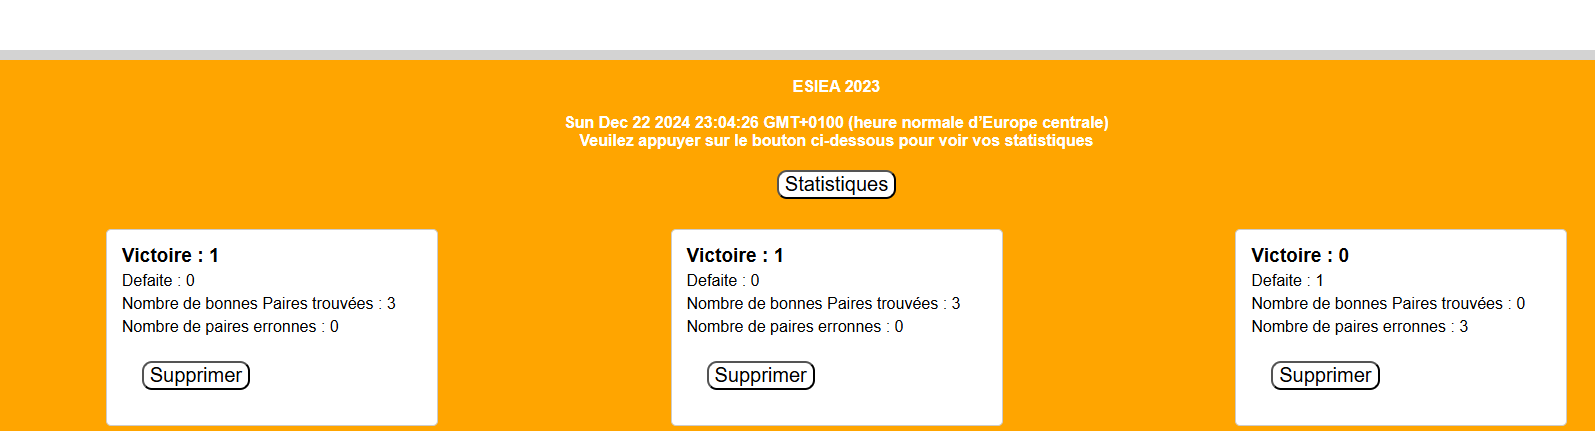 ESIEA 2023
Sun Dec 22 2024 23:04:26 GMT+0100 (heure normale d’Europe centrale)
Veuilez appuyer sur le bouton ci-dessous pour voir vos statistiques
Statistiques
Victoire : 1
Defaite : 0
Nombre de bonnes Paires trouvées : 3
Nombre de paires erronnes : 0
Supprimer
Victoire : 1
Defaite : 0
Nombre de bonnes Paires trouvées : 3
Nombre de paires erronnes : 0
Supprimer
Victoire : 0
Defaite : 1
Nombre de bonnes Paires trouvées : 0
Nombre de paires erronnes : 3
Supprimer